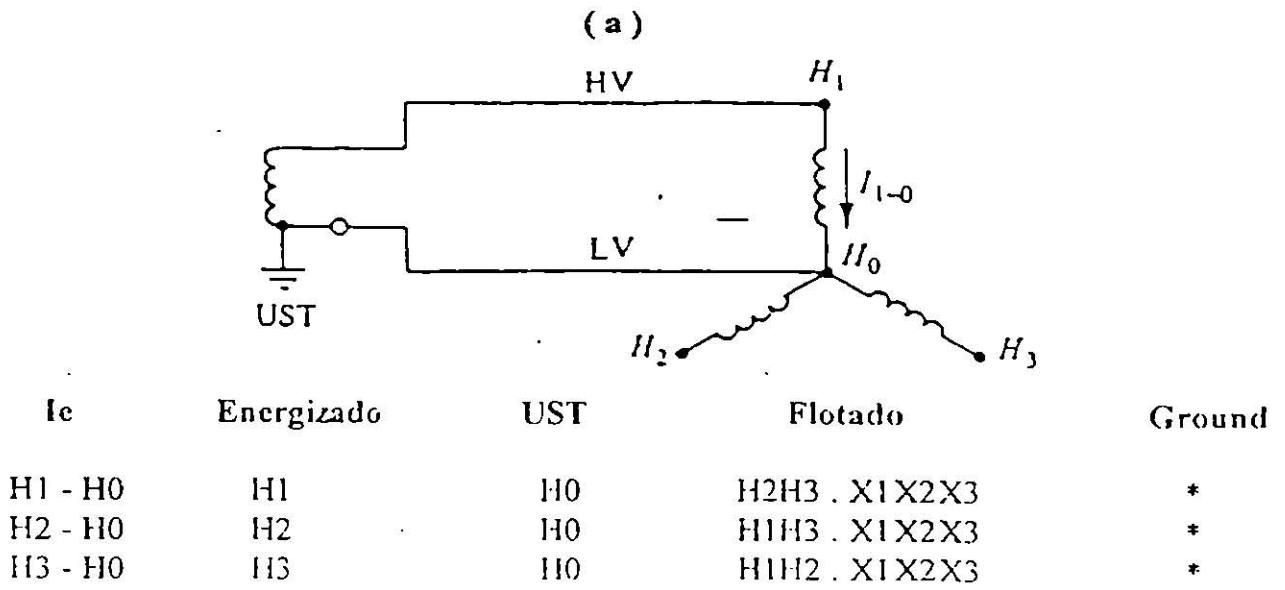 (a)
HV H₁
I₁₋₀
LV H₀
UST
H₂ H₃
Ie Energizado UST Flotado Ground
H1 - H0 H1 H0 H2H3 . X1X2X3 *
H2 - H0 H2 H0 H1H3 . X1X2X3 *
H3 - H0 H3 H0 H1H2 . X1X2X3 *